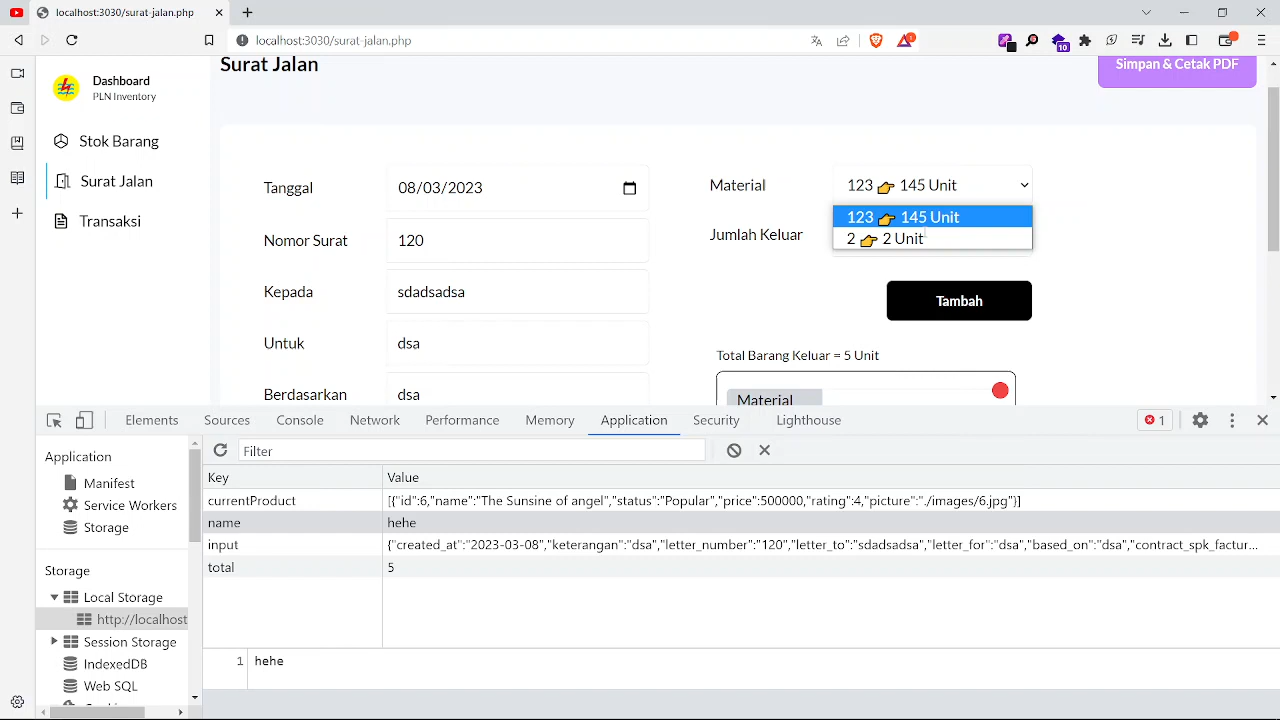 localhost:3030/surat-jalan.php
localhost:3030/surat-jalan.php
10
Dashboard
PLN Inventory
Stok Barang
Surat Jalan
Transaksi
Surat Jalan
Simpan & Cetak PDF
Tanggal
08/03/2023
Nomor Surat
120
Kepada
sdadsadsa
Untuk
dsa
Berdasarkan
dsa
Material
123 👉 145 Unit
123 👉 145 Unit
2 👉 2 Unit
Jumlah Keluar
Tambah
Total Barang Keluar = 5 Unit
Material
Elements
Sources
Console
Network
Performance
Memory
Application
Security
Lighthouse
1
Application
Manifest
Service Workers
Storage
Storage
Local Storage
http://localhost
Session Storage
IndexedDB
Web SQL
Filter
Key
Value
currentProduct
[{"id":6,"name":"The Sunsine of angel","status":"Popular","price":500000,"rating":4,"picture":"./images/6.jpg"}]
name
hehe
input
{"created_at":"2023-03-08","keterangan":"dsa","letter_number":"120","letter_to":"sdadsadsa","letter_for":"dsa","based_on":"dsa","contract_spk_factur...
total
5
1
hehe